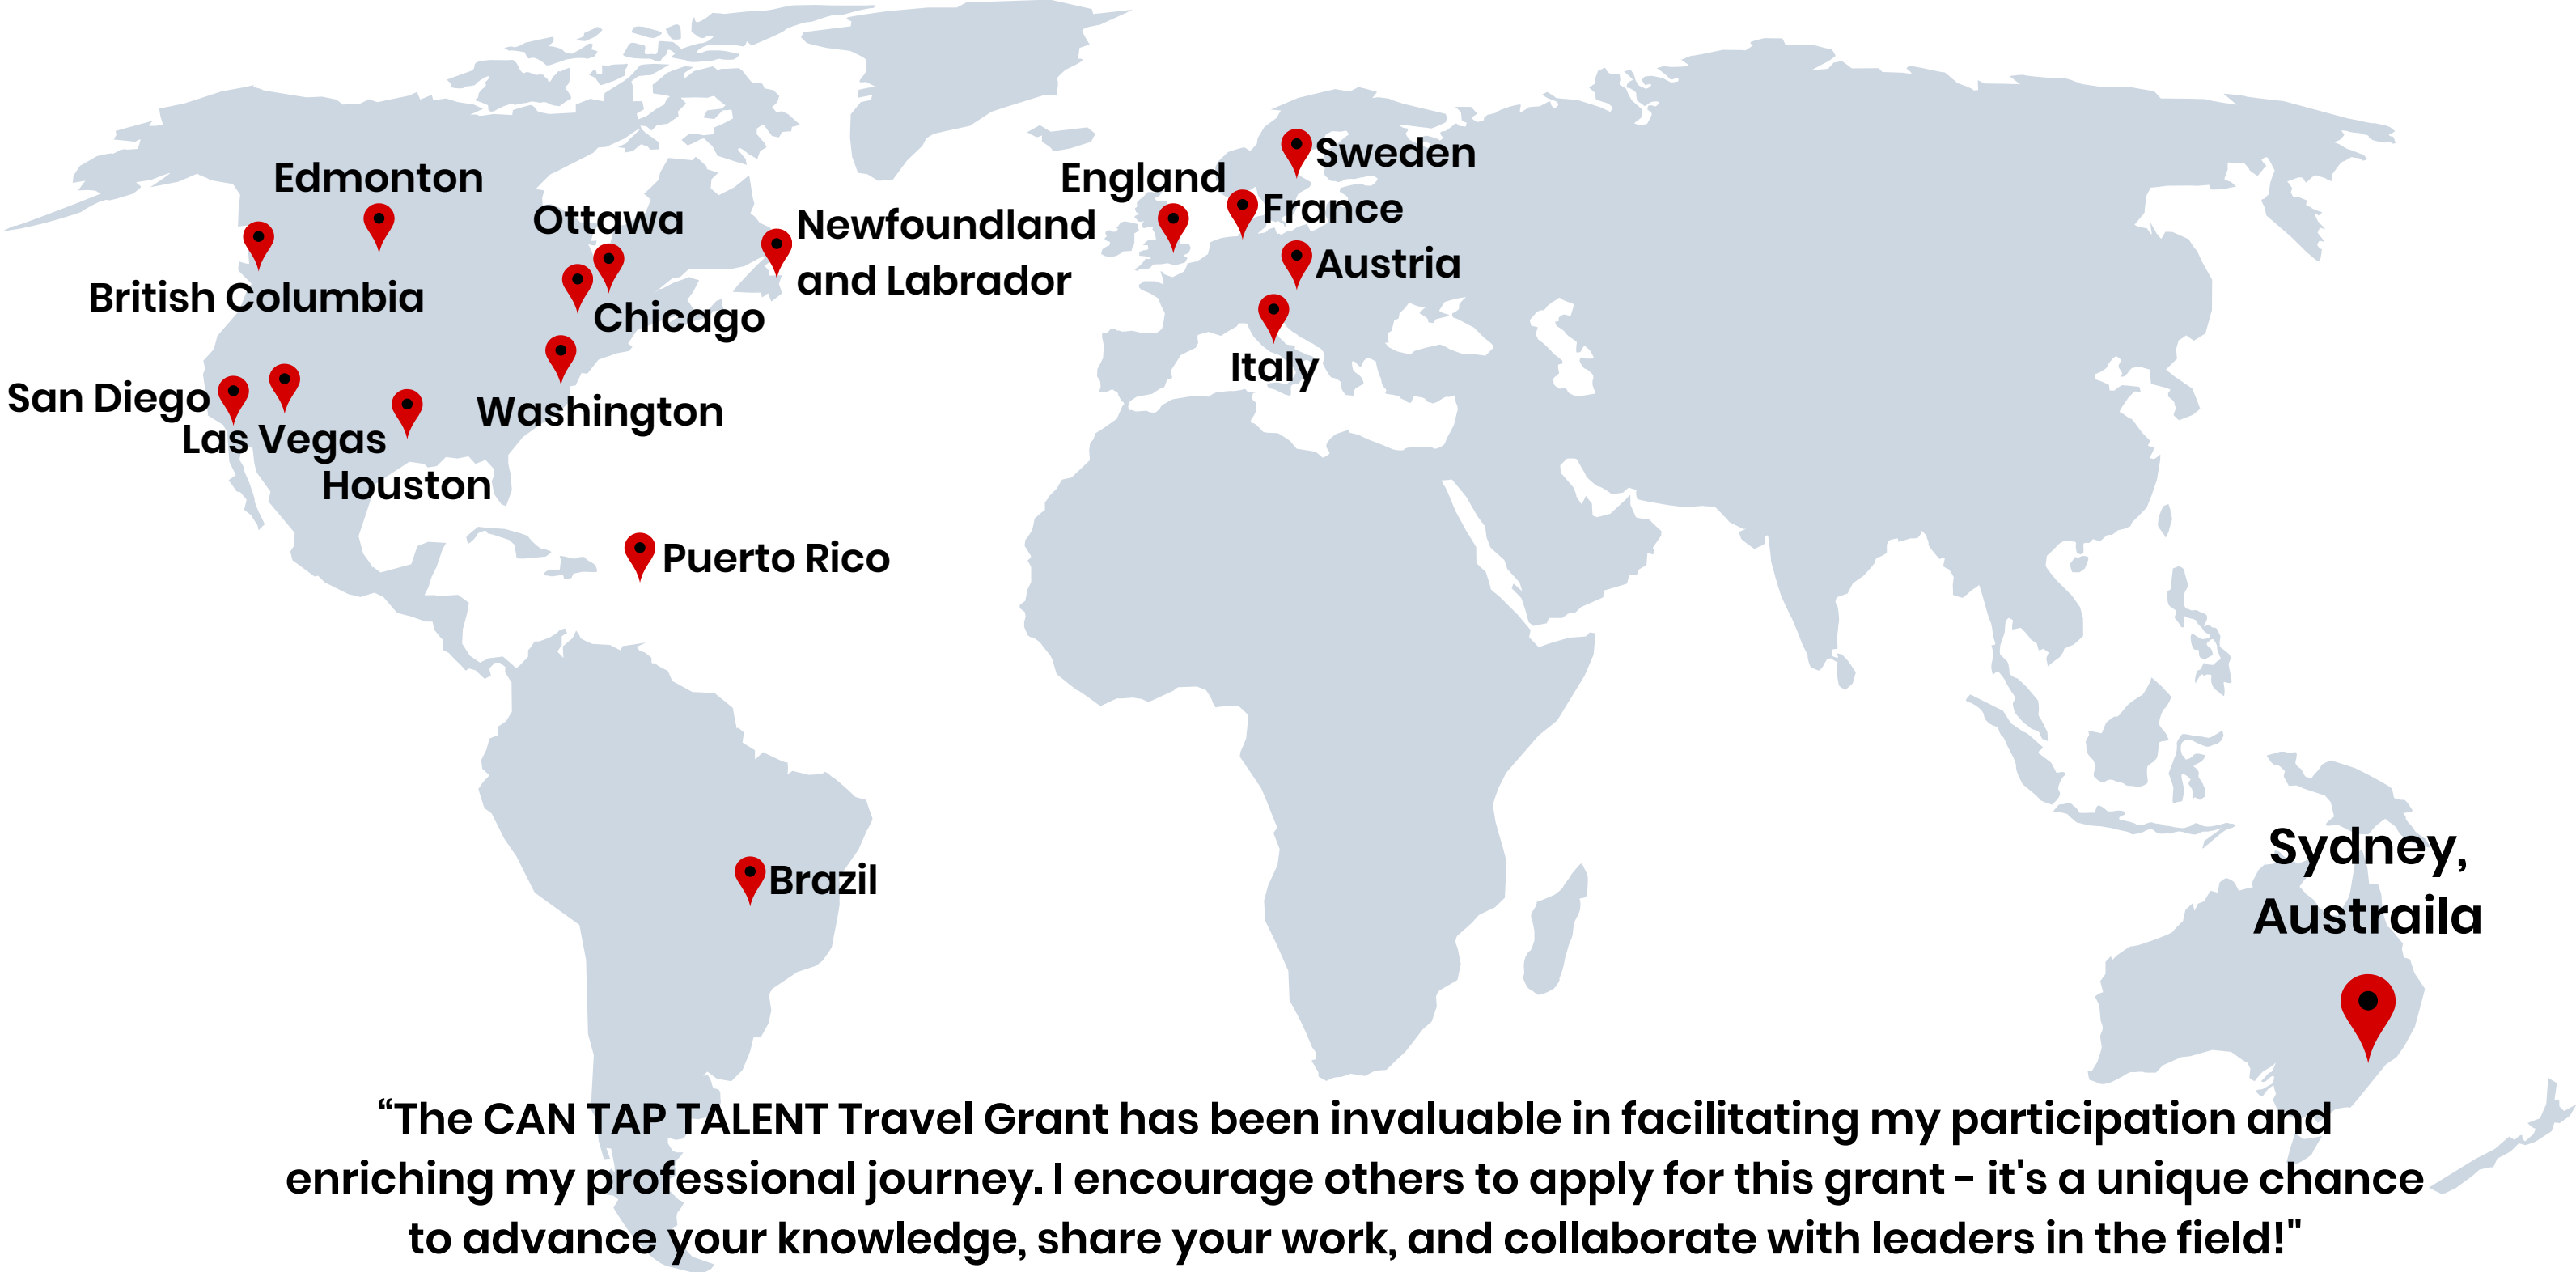 Sweden
Edmonton
England
Ottawa
France
Newfoundland
and Labrador
Austria
British Columbia
Chicago
Italy
San Diego
Washington
Las Vegas
Houston
Puerto Rico
Brazil
Sydney,
Austraila
“The CAN TAP TALENT Travel Grant has been invaluable in facilitating my participation and
enriching my professional journey. I encourage others to apply for this grant - it's a unique chance
to advance your knowledge, share your work, and collaborate with leaders in the field!"